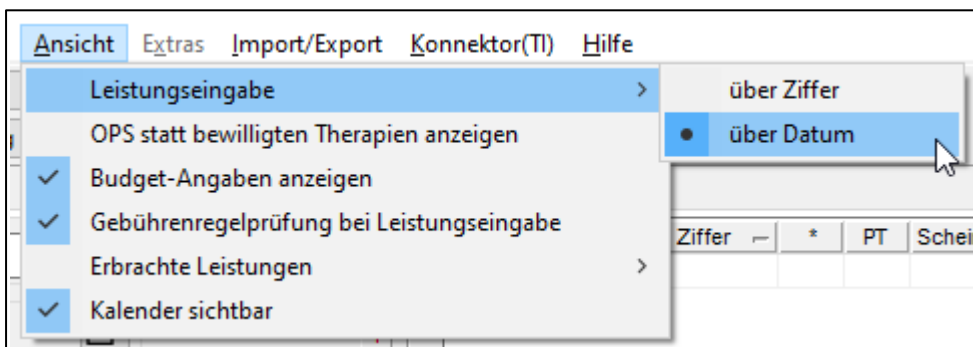 Ansicht Extras Import/Export Konnektor(TI) Hilfe
Leistungseingabe
über Ziffer
OPS statt bewilligten Therapien anzeigen
über Datum
Budget-Angaben anzeigen
Gebührenregelprüfung bei Leistungseingabe
Ziffer * PT Schei
Erbrachte Leistungen
Kalender sichtbar